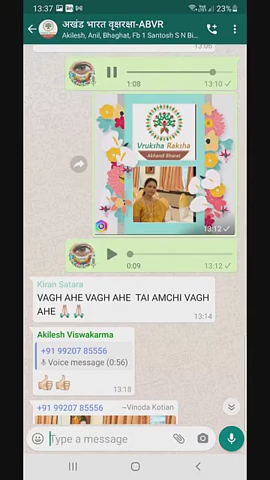 13:37
23%
अखंड भारत वृक्षरक्षा-ABVR
Akilesh, Anil, Bhaghat, Fb 1 Santosh S N Bi...
13:09
1:08
13:10
Vruksha Raksha
Akhand Bharat
13:12
0:09
13:12
Kiran Satara
VAGH AHE VAGH AHE TAI AMCHI VAGH
AHE 🙏🏻🙏🏻
13:14
Akilesh Viswakarma
+91 99207 85556
Voice message (0:56)
👍🏻👍🏻
13:18
+91 99207 85556 ~Vinoda Kotian
Type a message